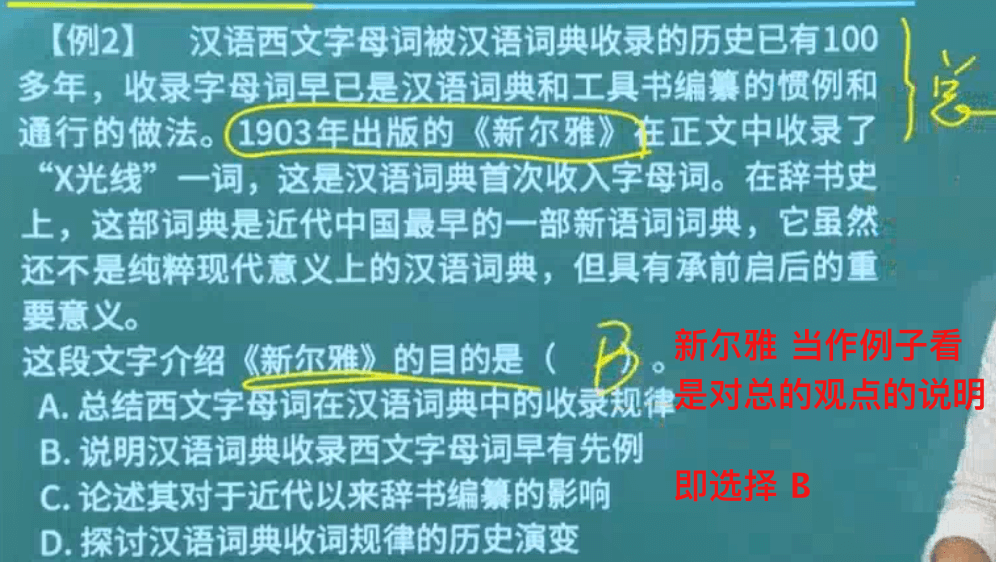 【例2】 汉语西文字母词被汉语词典收录的历史已有100
多年，收录字母词早已是汉语词典和工具书编纂的惯例和
通行的做法。1903年出版的《新尔雅》在正文中收录了
“X光线”一词，这是汉语词典首次收入字母词。在辞书史
上，这部词典是近代中国最早的一部新语词词典，它虽然
还不是纯粹现代意义上的汉语词典，但具有承前启后的重
要意义。
总
这段文字介绍《新尔雅》的目的是（ B ）。
A. 总结西文字母词在汉语词典中的收录规律
B. 说明汉语词典收录西文字母词早有先例
C. 论述其对于近代以来辞书编纂的影响
D. 探讨汉语词典收词规律的历史演变
新尔雅 当作例子看
是对总的观点的说明
即选择 B